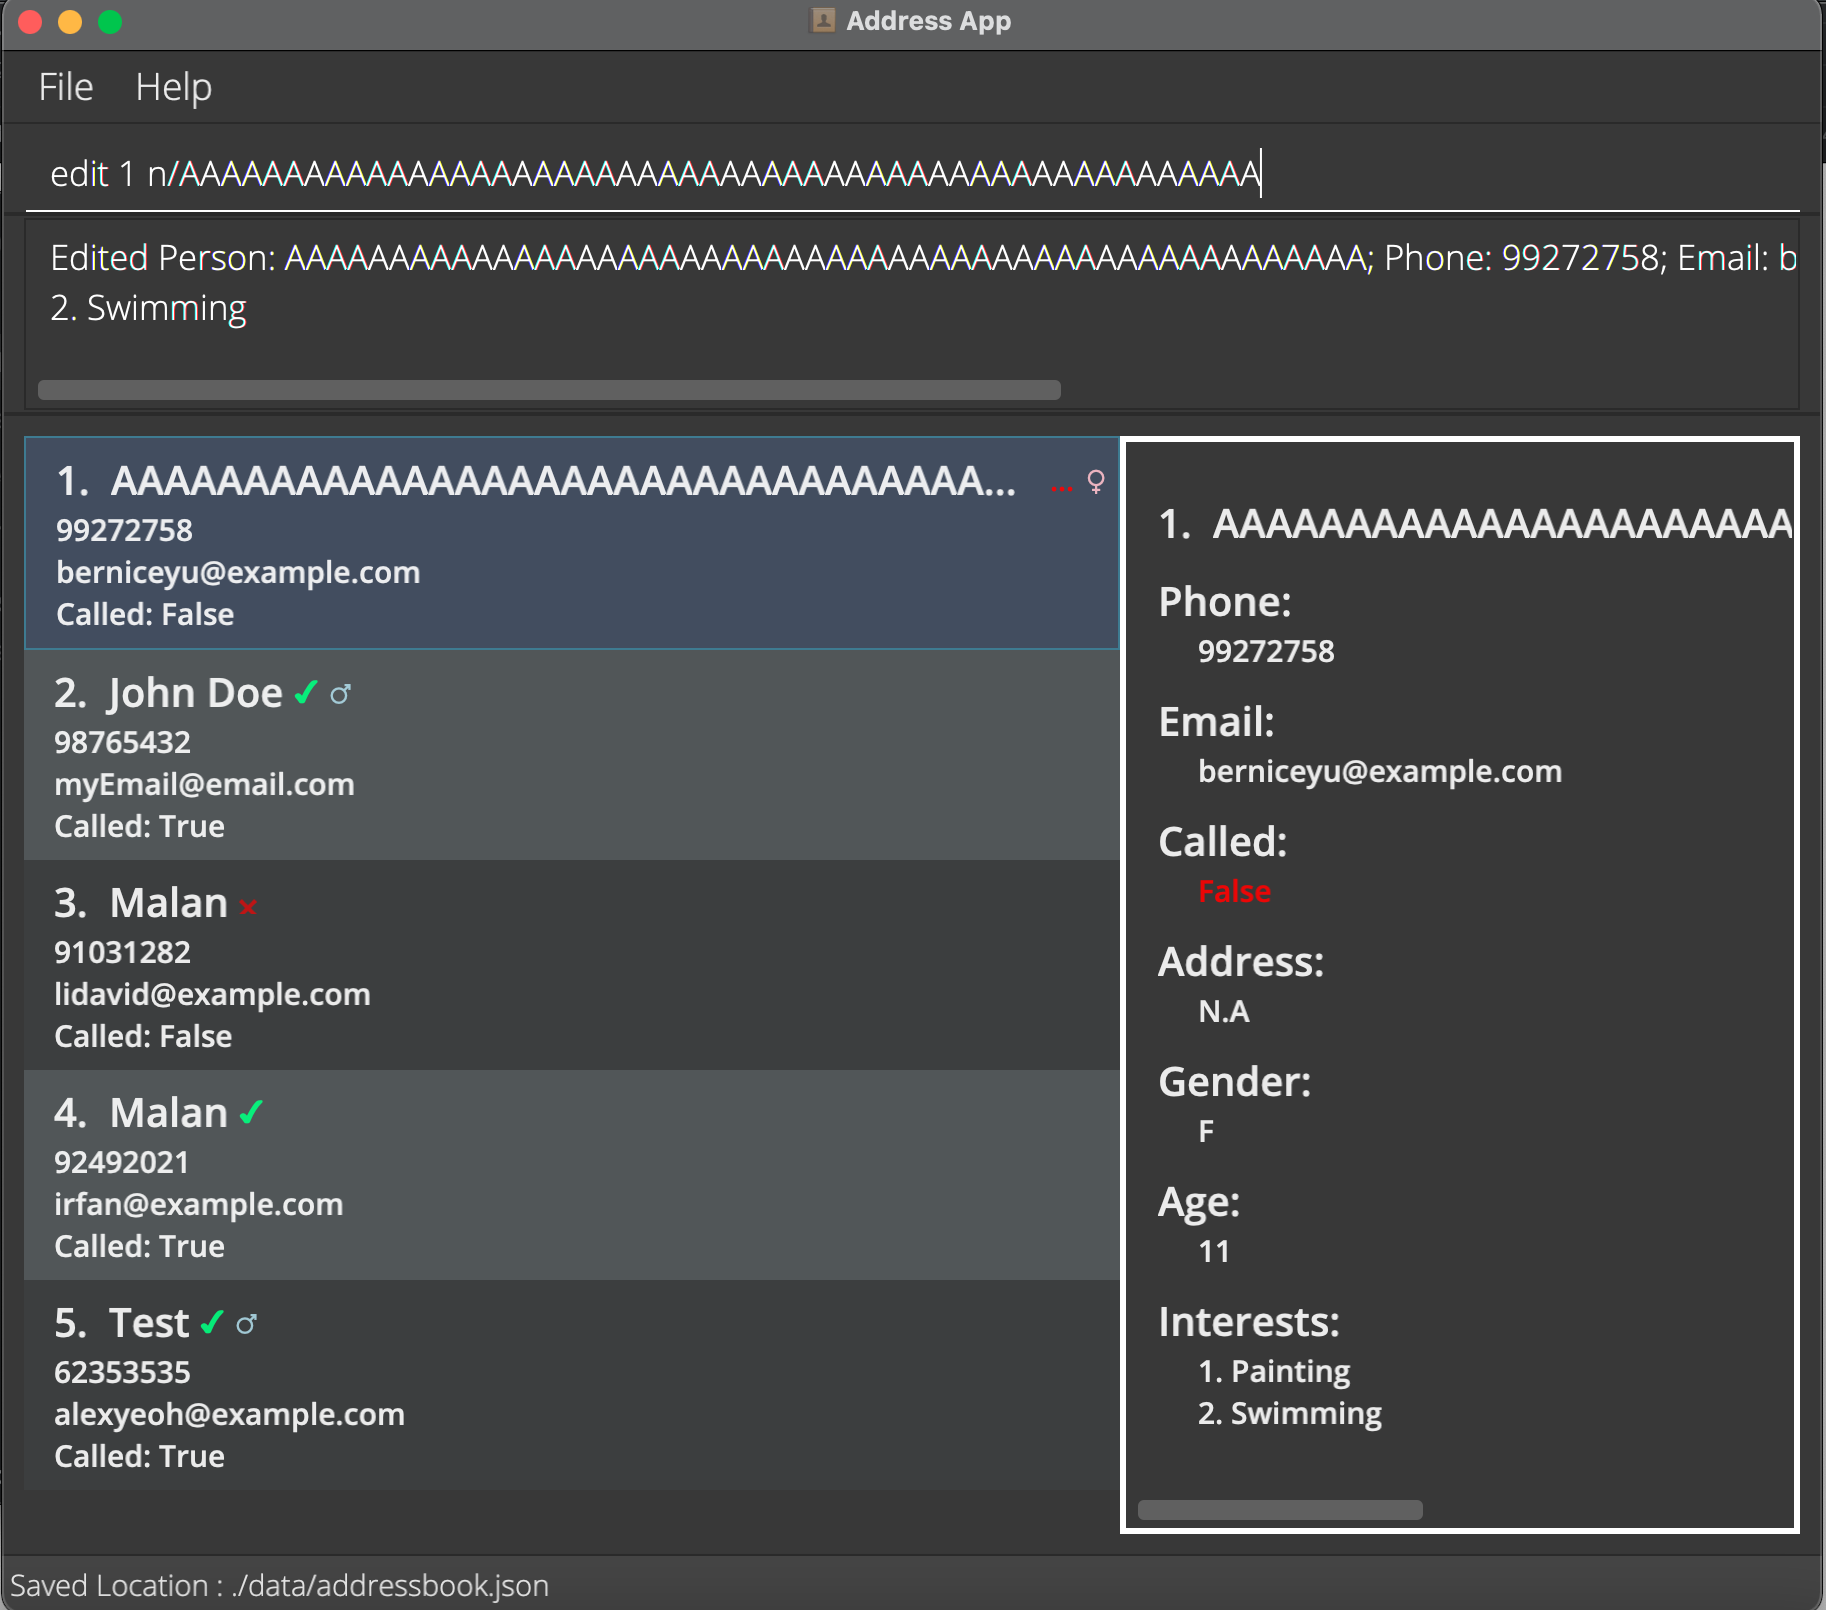 Address App
File Help
edit 1 n/AAAAAAAAAAAAAAAAAAAAAAAAAAAAAAAAAAAAAAAAAAAAAAAAAAAA
Edited Person: AAAAAAAAAAAAAAAAAAAAAAAAAAAAAAAAAAAAAAAAAAAAAAAAAAAA; Phone: 99272758; Email: b
2. Swimming
1. AAAAAAAAAAAAAAAAAAAAAAAAAAAAAAAAA... ... ♀
99272758
berniceyu@example.com
Called: False
2. John Doe ✓ ♂
98765432
myEmail@email.com
Called: True
3. Malan ×
91031282
lidavid@example.com
Called: False
4. Malan ✓
92492021
irfan@example.com
Called: True
5. Test ✓ ♂
62353535
alexyeoh@example.com
Called: True
1. AAAAAAAAAAAAAAAAAAAAAA
Phone:
99272758
Email:
berniceyu@example.com
Called:
False
Address:
N.A
Gender:
F
Age:
11
Interests:
1. Painting
2. Swimming
Saved Location : ./data/addressbook.json